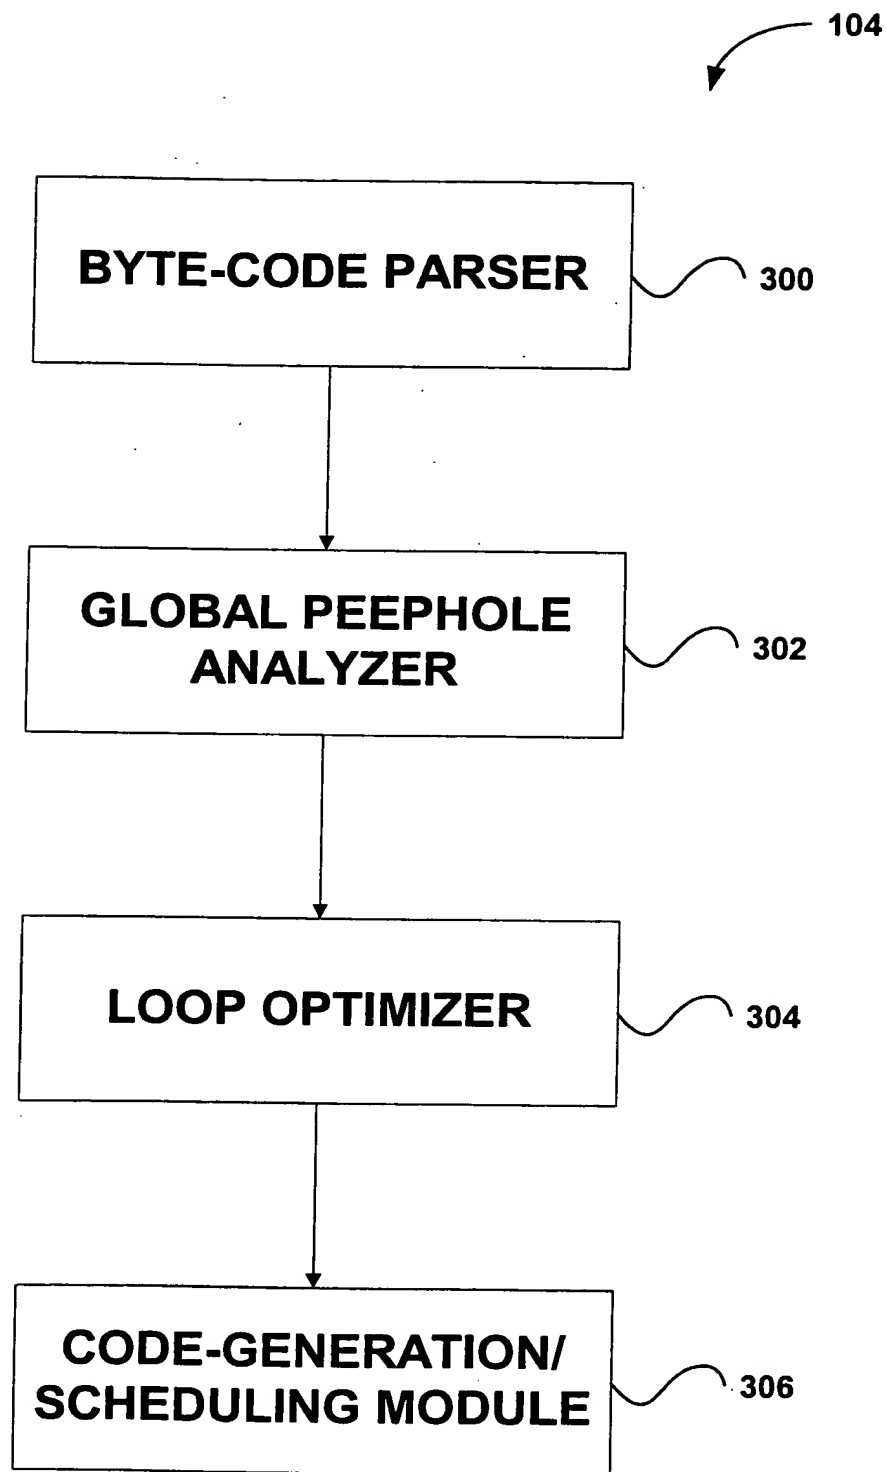 104
BYTE-CODE PARSER
300
GLOBAL PEEPHOLE
ANALYZER
302
LOOP OPTIMIZER
304
CODE-GENERATION/
SCHEDULING MODULE
306